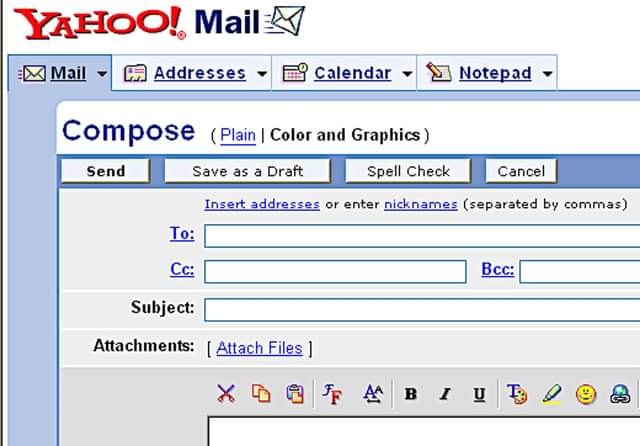 YAHOO!® Mail
Mail Addresses Calendar Notepad
Compose ( Plain | Color and Graphics )
Send Save as a Draft Spell Check Cancel
Insert addresses or enter nicknames (separated by commas)
To:
Cc: Bcc:
Subject:
Attachments: [ Attach Files ]
B I U